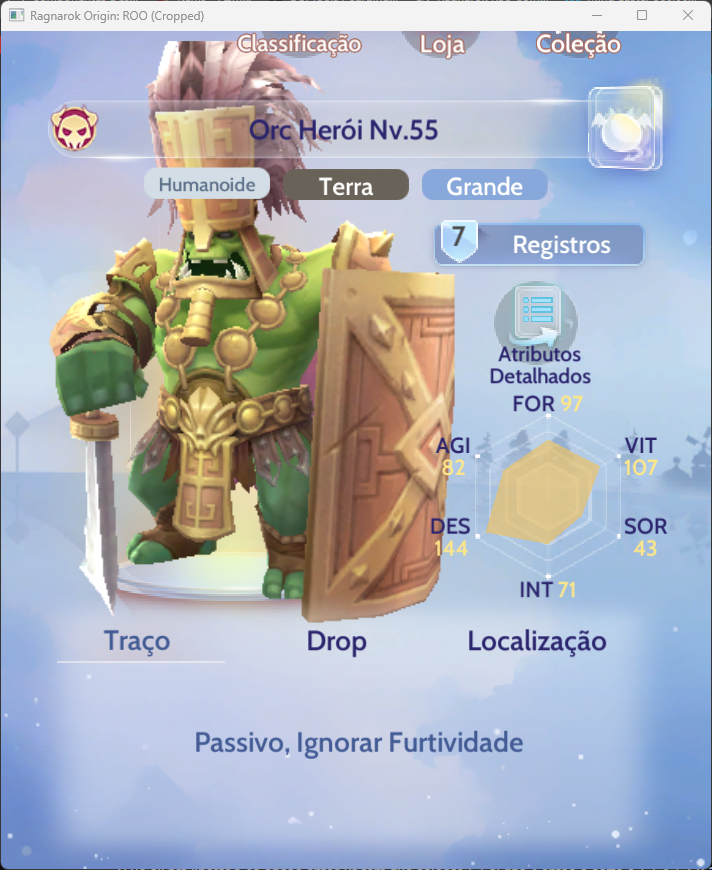 Ragnarok Origin: ROO (Cropped)
Classificação
Loja
Coleção
Orc Herói Nv.55
Humanoide
Terra
Grande
7
Registros
Atributos
Detalhados
FOR 97
AGI
82
VIT
107
DES
144
SOR
43
INT 71
Traço
Drop
Localização
Passivo, Ignorar Furtividade